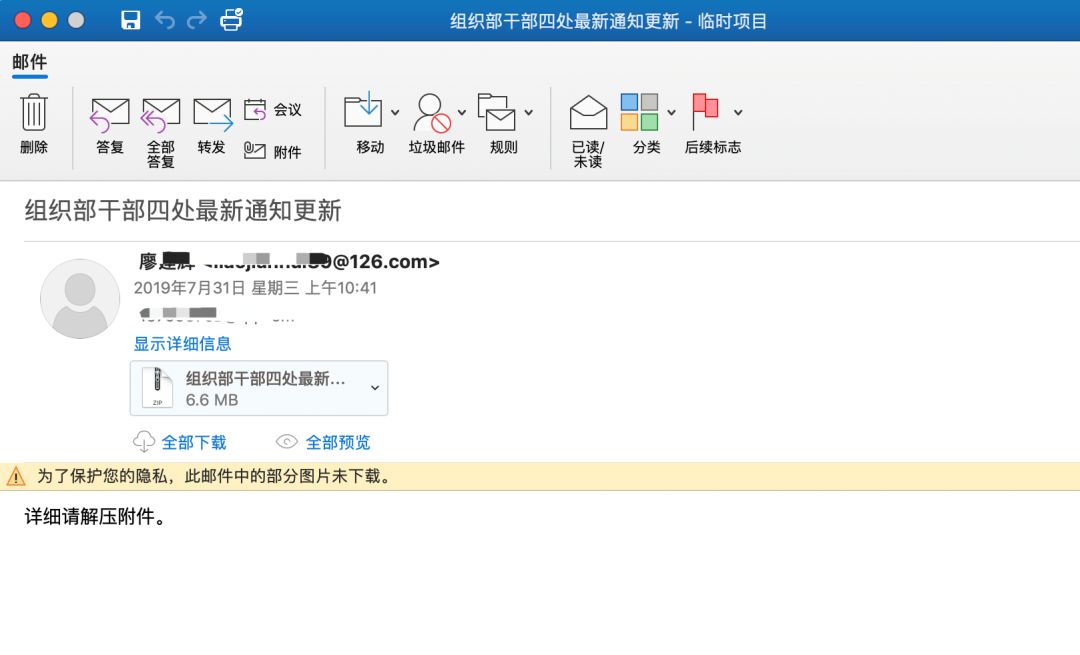 组织部干部四处最新通知更新 - 临时项目
邮件
删除
答复
全部
答复
转发
会议
附件
移动
垃圾邮件
规则
已读/
未读
分类
后续标志
组织部干部四处最新通知更新
廖@126.com>
2019年7月31日 星期三 上午10:41
显示详细信息
ZIP
组织部干部四处最新...
6.6 MB
全部下载
全部预览
为了保护您的隐私，此邮件中的部分图片未下载。
详细请解压附件。